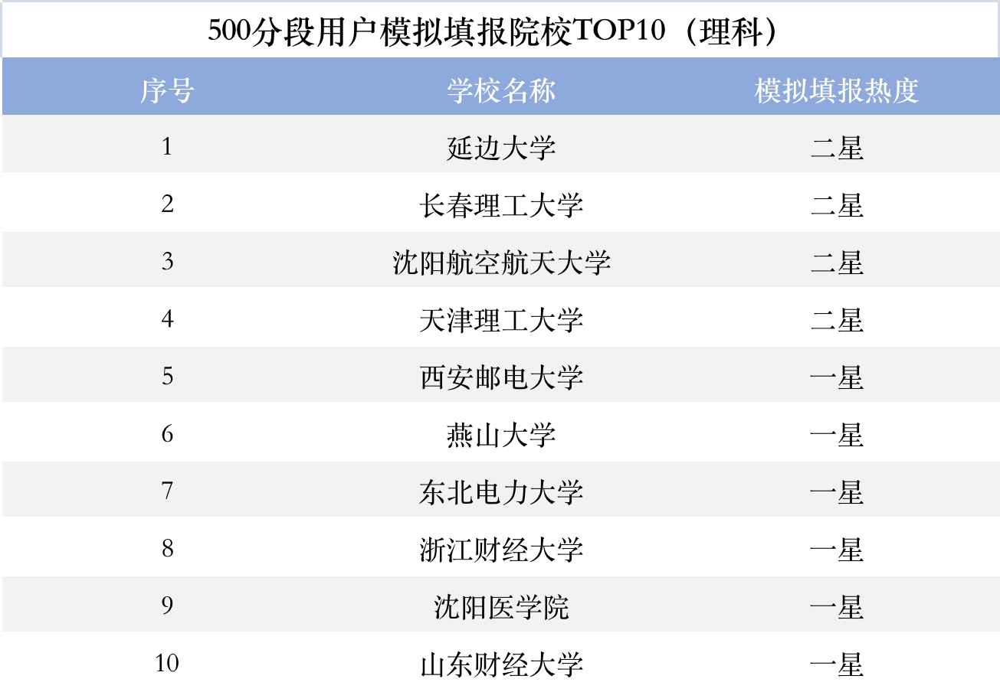 500分段用户模拟填报院校TOP10（理科）
序号 学校名称 模拟填报热度
1 延边大学 二星
2 长春理工大学 二星
3 沈阳航空航天大学 二星
4 天津理工大学 二星
5 西安邮电大学 一星
6 燕山大学 一星
7 东北电力大学 一星
8 浙江财经大学 一星
9 沈阳医学院 一星
10 山东财经大学 一星